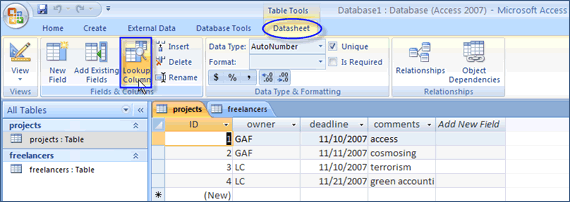 Table Tools
Database1 : Database (Access 2007) - Microsoft Access
Home Create External Data Database Tools Datasheet
View
New Field
Add Existing Fields
Lookup Column
Insert
Delete
Rename
Data Type: AutoNumber
Format:
$ % ,
Unique
Is Required
Relationships
Object Dependencies
Views Fields & Columns Data Type & Formatting Relationships
All Tables
projects
projects : Table
freelancers
freelancers : Table
projects freelancers
ID owner deadline comments Add New Field
1 GAF 11/10/2007 access
2 GAF 11/11/2007 cosmosing
3 LC 11/10/2007 terrorism
4 LC 11/21/2007 green accounti
(New)